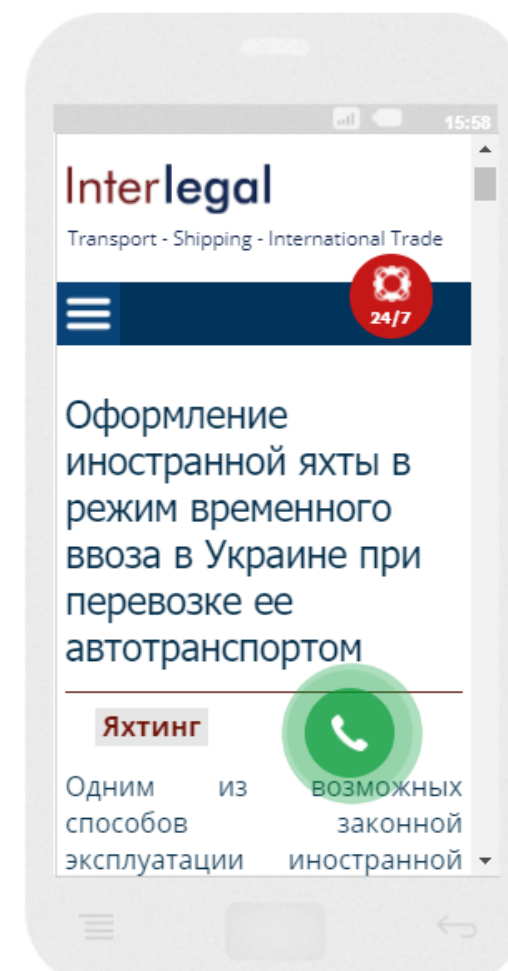 15:58
Interlegal
Transport - Shipping - International Trade
24/7
Оформление
иностранной яхты в
режим временного
ввоза в Украине при
перевозке ее
автотранспортом
Яхтинг
Одним из возможных
способов законной
эксплуатации иностранной